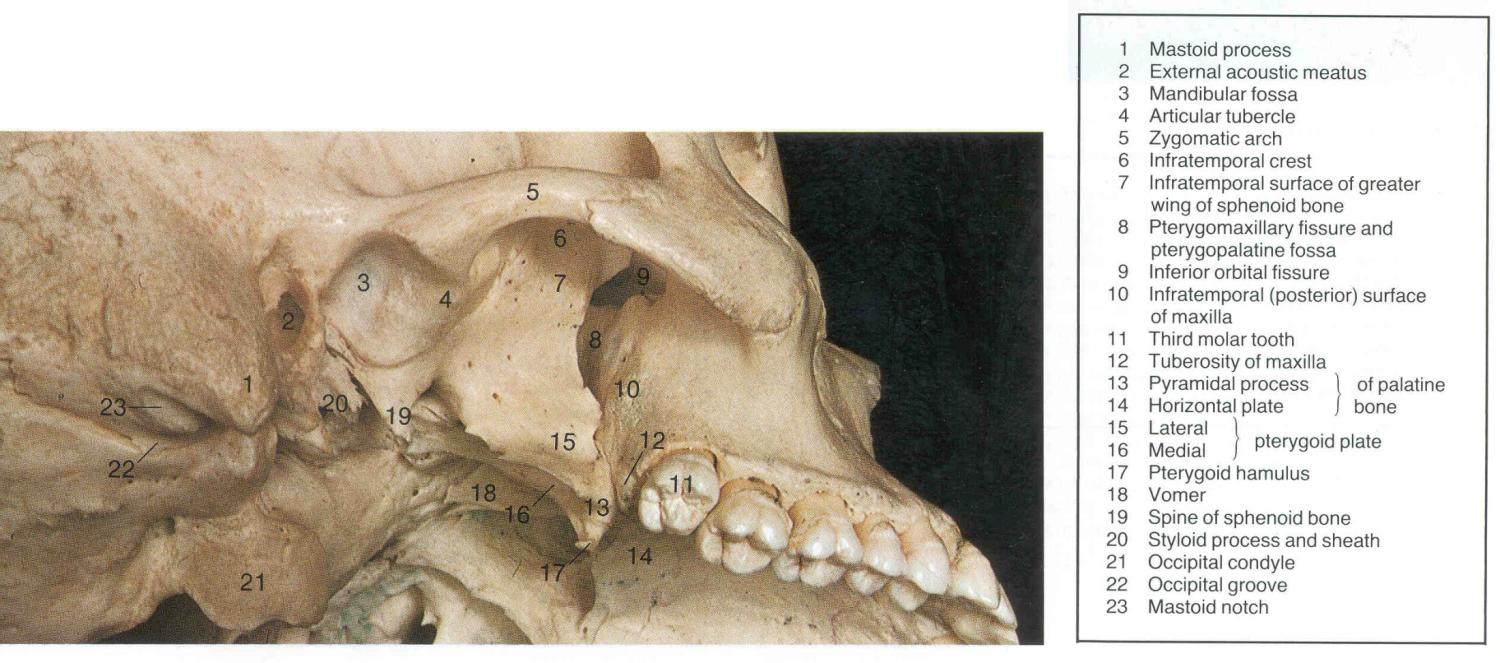 5
6
3
7
9
4
2
8
1
10
23
20
19
15
12
22
11
18
16
13
14
17
21
1 Mastoid process
2 External acoustic meatus
3 Mandibular fossa
4 Articular tubercle
5 Zygomatic arch
6 Infratemporal crest
7 Infratemporal surface of greater
wing of sphenoid bone
8 Pterygomaxillary fissure and
pterygopalatine fossa
9 Inferior orbital fissure
10 Infratemporal (posterior) surface
of maxilla
11 Third molar tooth
12 Tuberosity of maxilla
13 Pyramidal process } of palatine
14 Horizontal plate bone
15 Lateral } pterygoid plate
16 Medial
17 Pterygoid hamulus
18 Vomer
19 Spine of sphenoid bone
20 Styloid process and sheath
21 Occipital condyle
22 Occipital groove
23 Mastoid notch